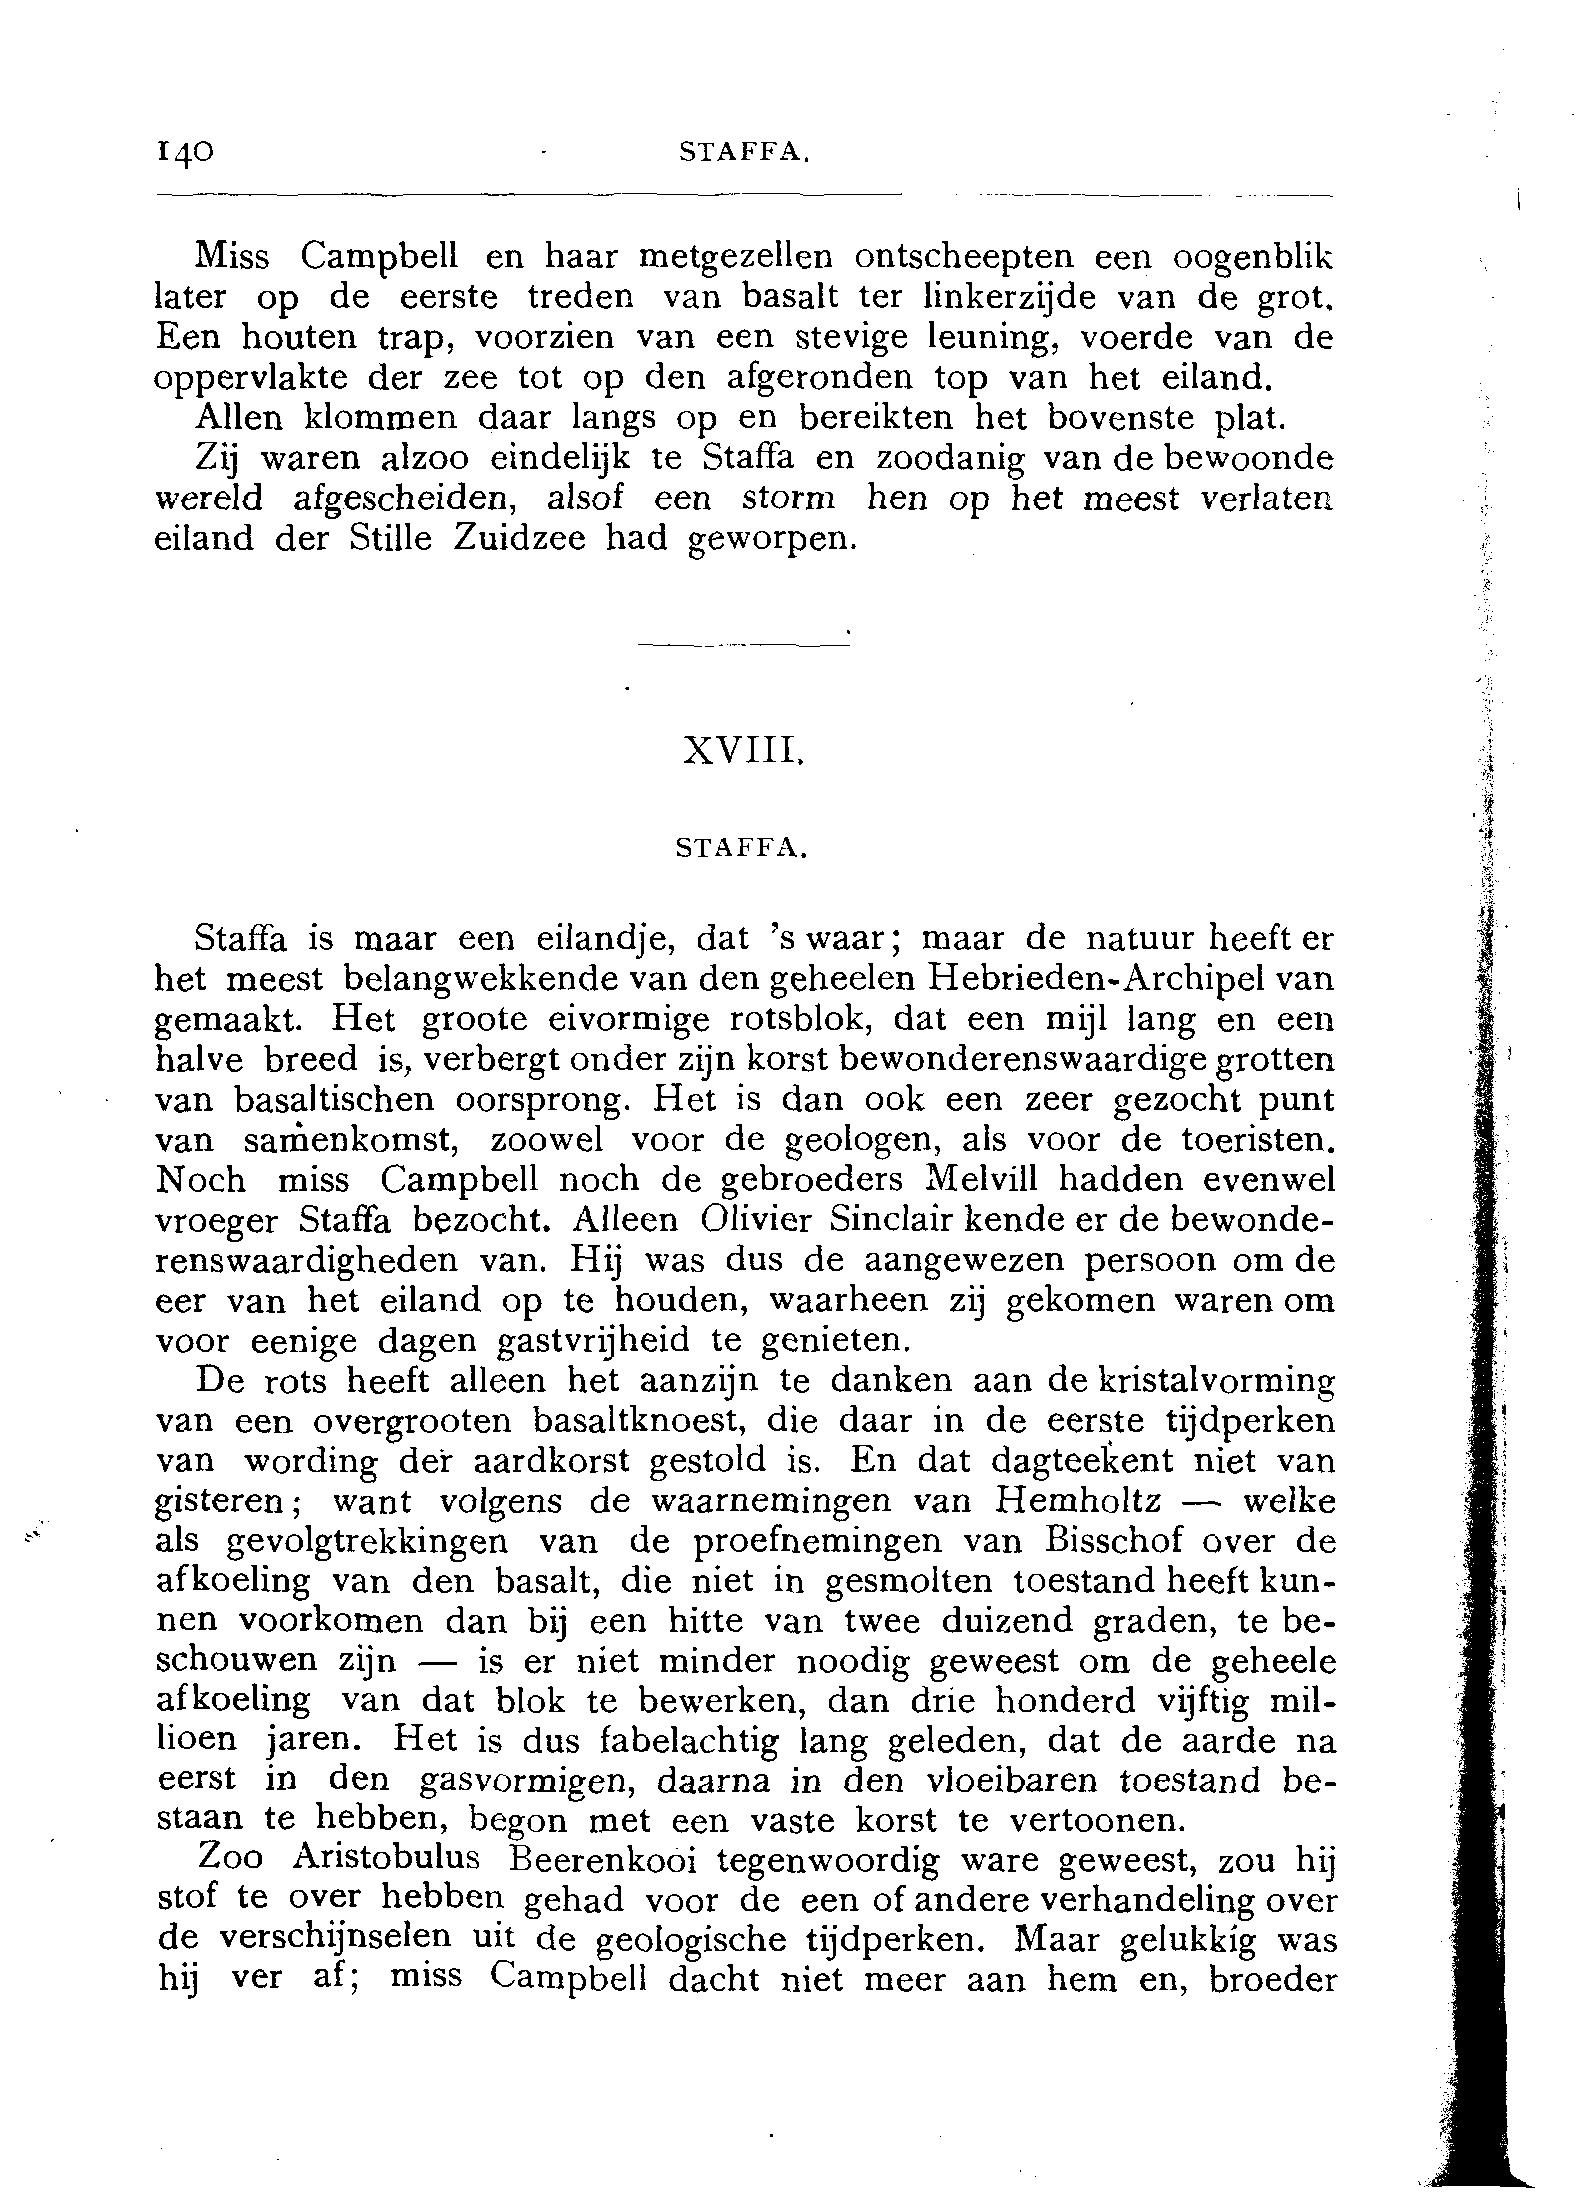 140 STAFFA.
Miss Campbell en haar metgezellen ontscheepten een oogenblik
later op de eerste treden van basalt ter linkerzijde van de grot.
Een houten trap, voorzien van een stevige leuning, voerde van de
oppervlakte der zee tot op den afgeronden top van het eiland.
Allen klommen daar langs op en bereikten het bovenste plat.
Zij waren alzoo eindelijk te Staffa en zoodanig van de bewoonde
wereld afgescheiden, alsof een storm hen op het meest verlaten
eiland der Stille Zuidzee had geworpen.
XVIII.
STAFFA.
Staffa is maar een eilandje, dat 's waar; maar de natuur heeft er
het meest belangwekkende van den geheelen Hebrieden-Archipel van
gemaakt. Het groote eivormige rotsblok, dat een mijl lang en een
halve breed is, verbergt onder zijn korst bewonderenswaardige grotten
van basaltischen oorsprong. Het is dan ook een zeer gezocht punt
van samenkomst, zoowel voor de geologen, als voor de toeristen.
Noch miss Campbell noch de gebroeders Melvill hadden evenwel
vroeger Staffa bezocht. Alleen Olivier Sinclair kende er de bewonde-
renswaardigheden van. Hij was dus de aangewezen persoon om de
eer van het eiland op te houden, waarheen zij gekomen waren om
voor eenige dagen gastvrijheid te genieten.
De rots heeft alleen het aanzijn te danken aan de kristalvorming
van een overgrooten basaltknoest, die daar in de eerste tijdperken
van wording der aardkorst gestold is. En dat dagteekent niet van
gisteren; want volgens de waarnemingen van Hemholtz — welke
als gevolgtrekkingen van de proefnemingen van Bisschof over de
afkoeling van den basalt, die niet in gesmolten toestand heeft kun-
nen voorkomen dan bij een hitte van twee duizend graden, te be-
schouwen zijn — is er niet minder noodig geweest om de geheele
afkoeling van dat blok te bewerken, dan drie honderd vijftig mil-
lioen jaren. Het is dus fabelachtig lang geleden, dat de aarde na
eerst in den gasvormigen, daarna in den vloeibaren toestand be-
staan te hebben, begon met een vaste korst te vertoonen.
Zoo Aristobulus Beerenkooi tegenwoordig ware geweest, zou hij
stof te over hebben gehad voor de een of andere verhandeling over
de verschijnselen uit de geologische tijdperken. Maar gelukkig was
hij ver af; miss Campbell dacht niet meer aan hem en, broeder